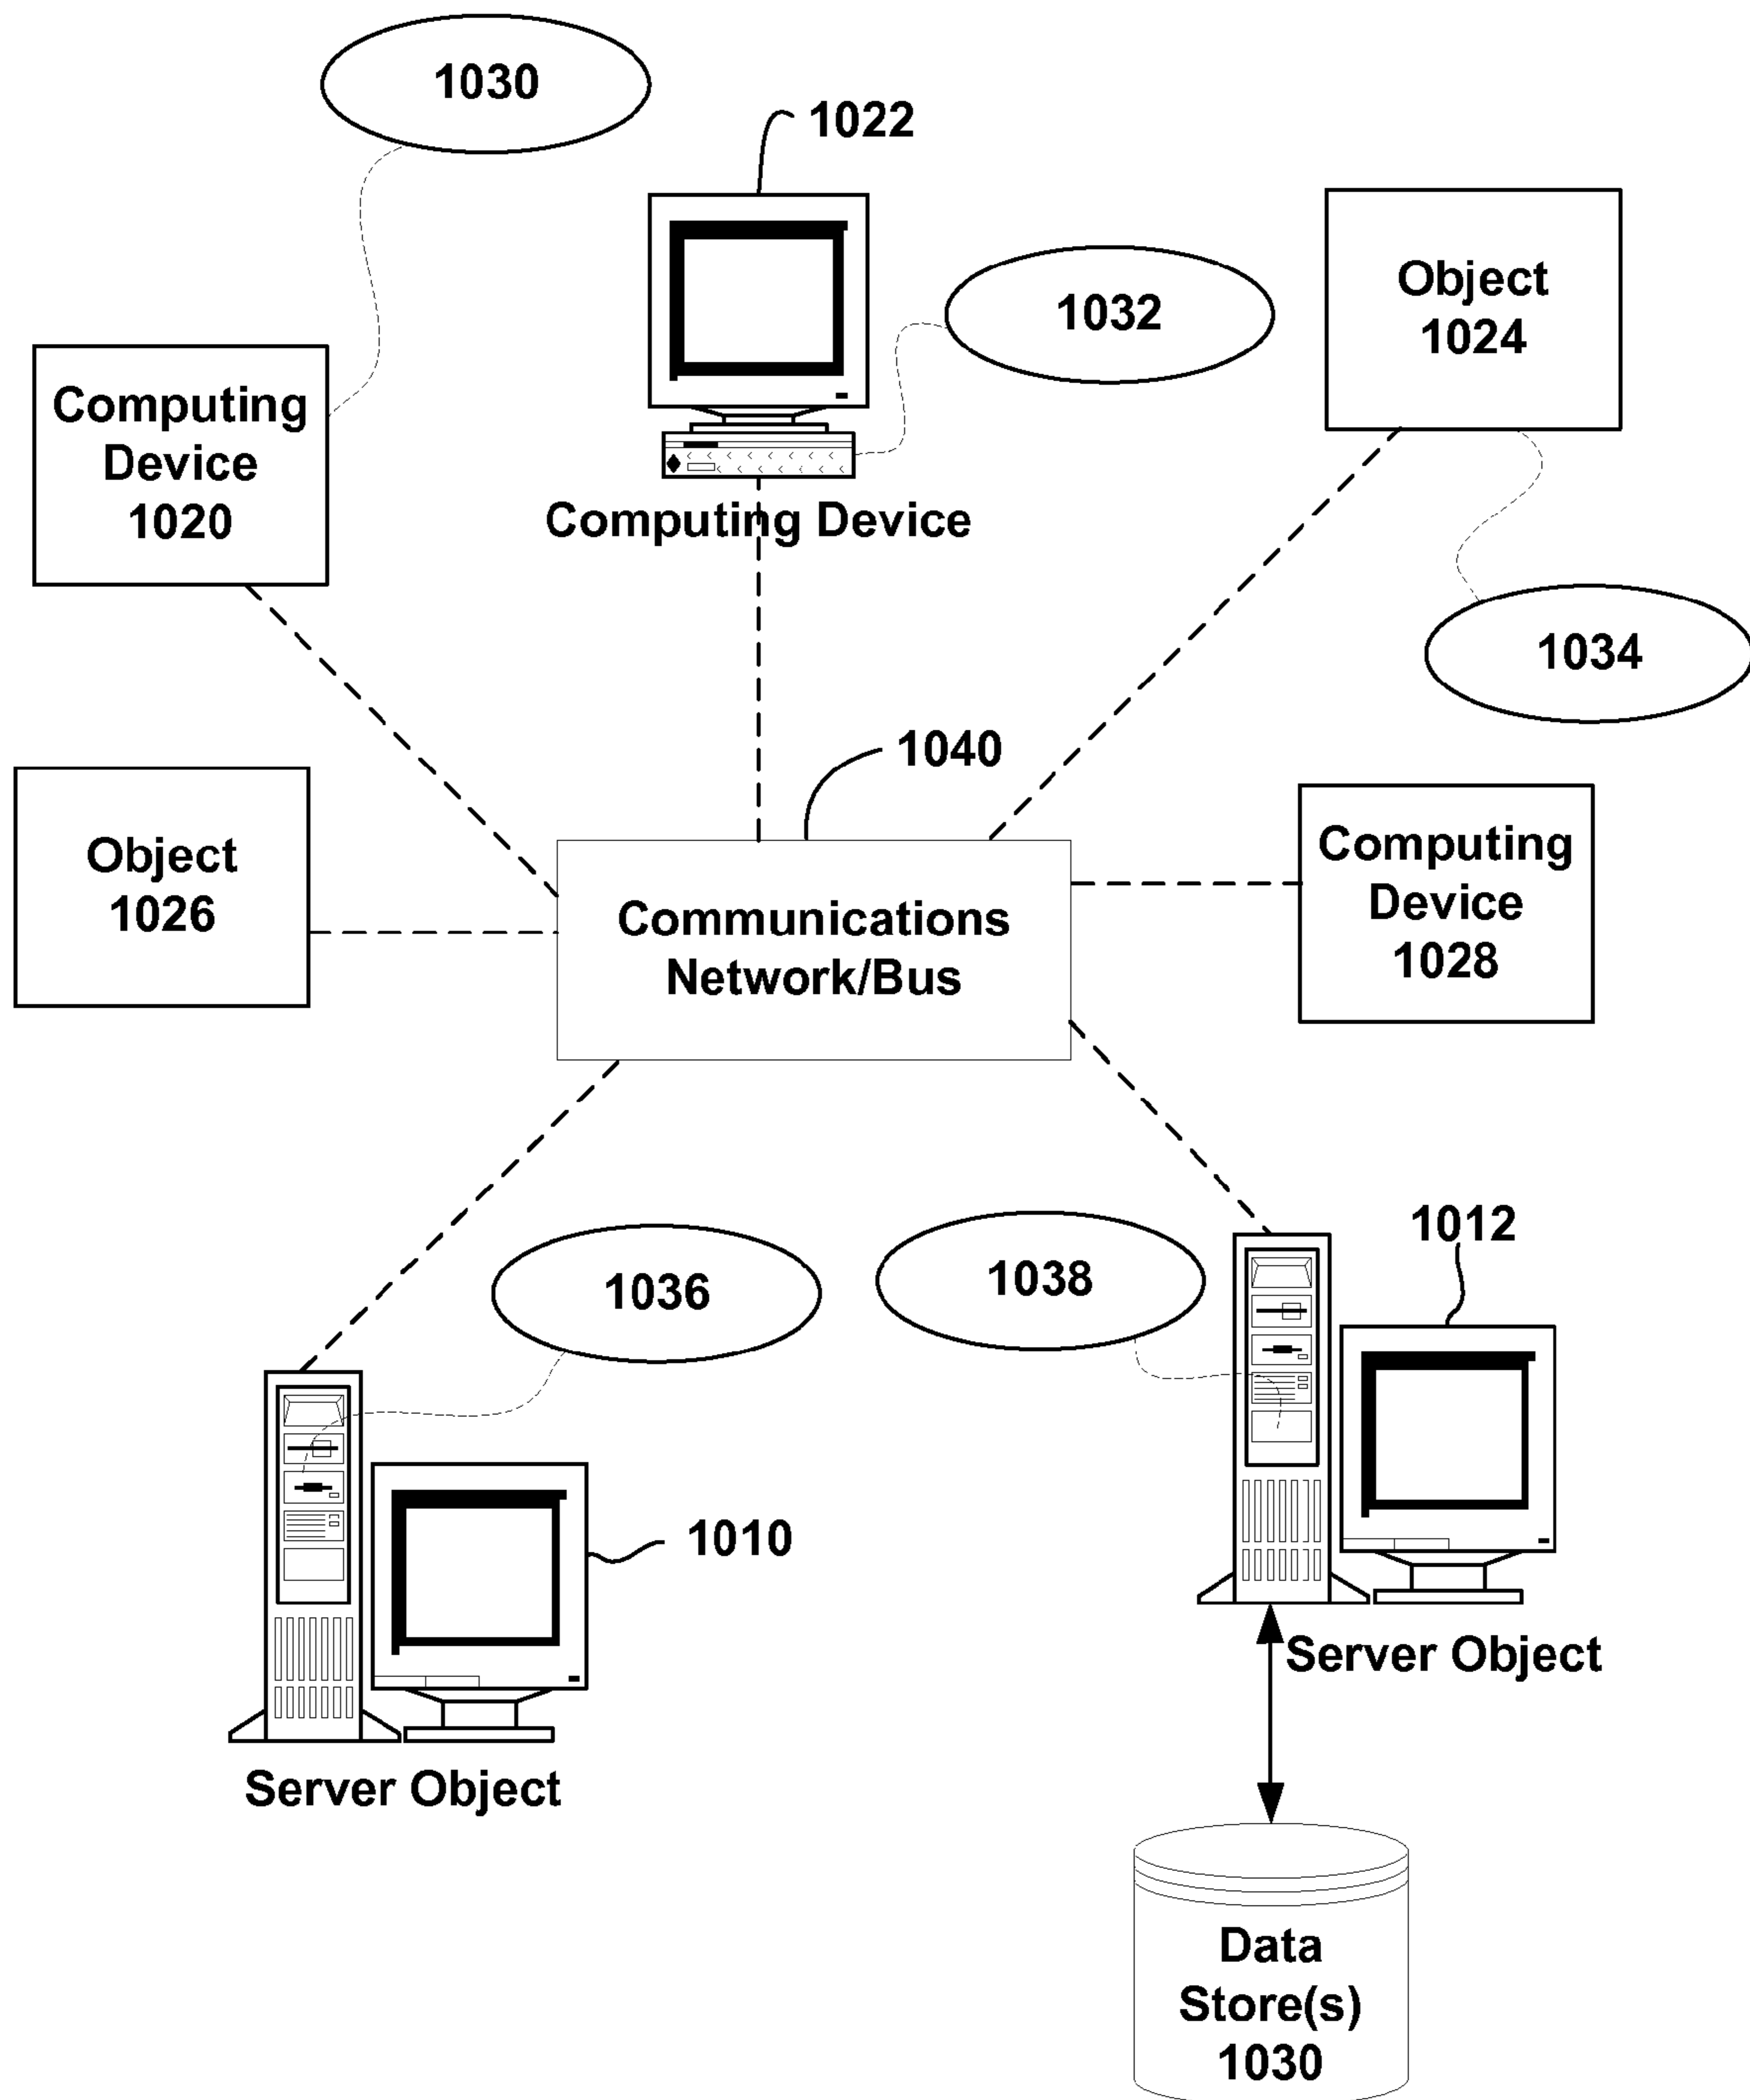 1030
1022
1032
Object
1024
Computing
Device
1020
Computing Device
1034
1040
Object
1026
Communications
Network/Bus
Computing
Device
1028
1036
1038
1012
1010
Server Object
Server Object
Data
Store(s)
1030